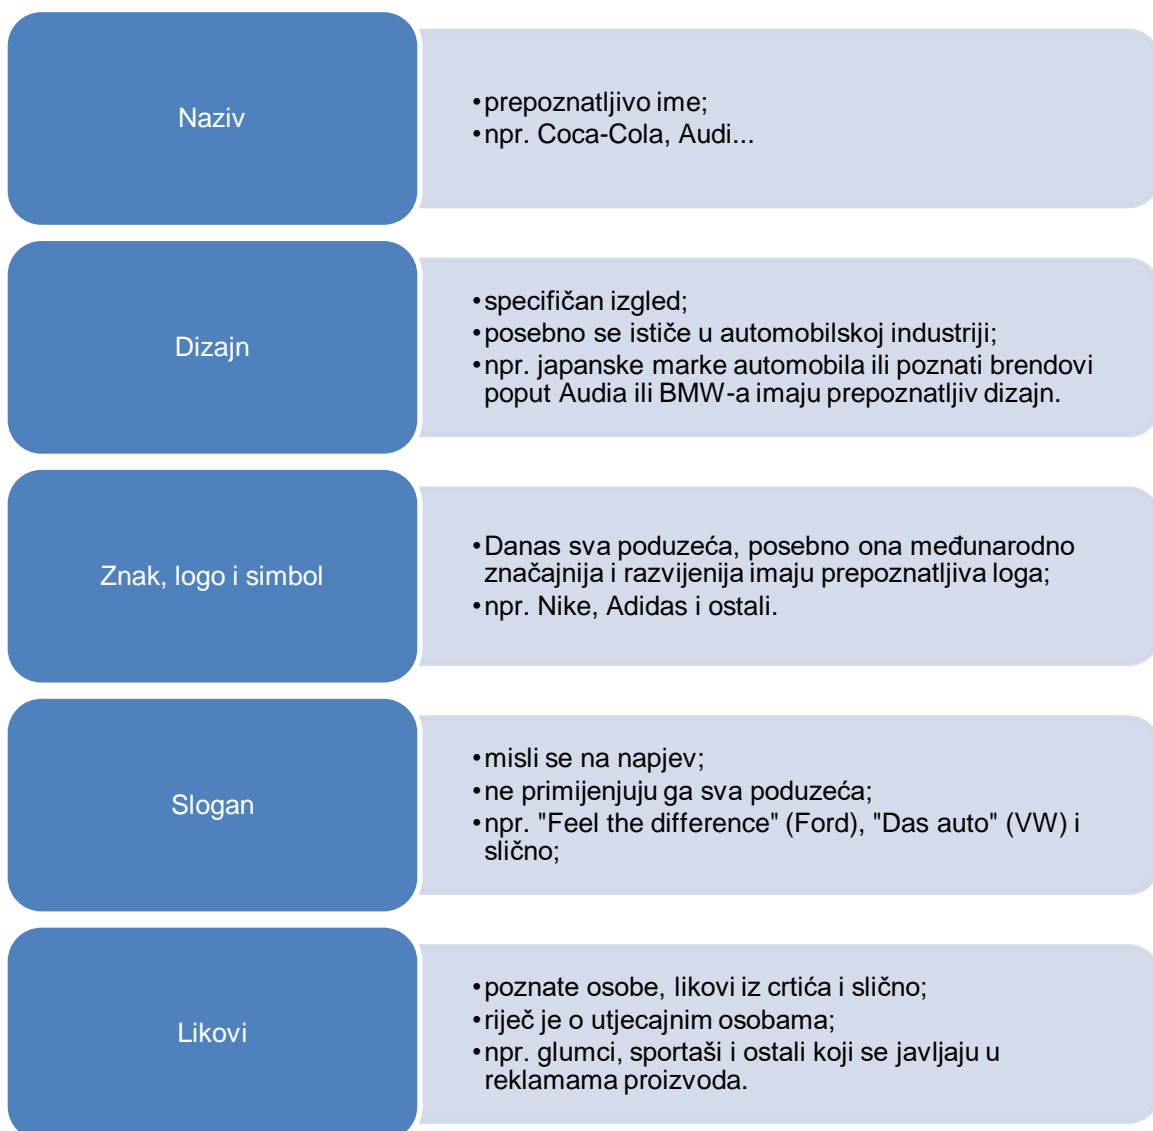 Naziv
•prepoznatljivo ime;
•npr. Coca-Cola, Audi...
Dizajn
•specifičan izgled;
•posebno se ističe u automobilskoj industriji;
•npr. japanske marke automobila ili poznati brendovi
poput Audia ili BMW-a imaju prepoznatljiv dizajn.
Znak, logo i simbol
•Danas sva poduzeća, posebno ona međunarodno
značajnija i razvijenija imaju prepoznatljiva loga;
•npr. Nike, Adidas i ostali.
Slogan
•misli se na napjev;
•ne primijenjuju ga sva poduzeća;
•npr. "Feel the difference" (Ford), "Das auto" (VW) i
slično;
Likovi
•poznate osobe, likovi iz crtića i slično;
•riječ je o utjecajnim osobama;
•npr. glumci, sportaši i ostali koji se javljaju u
reklamama proizvoda.